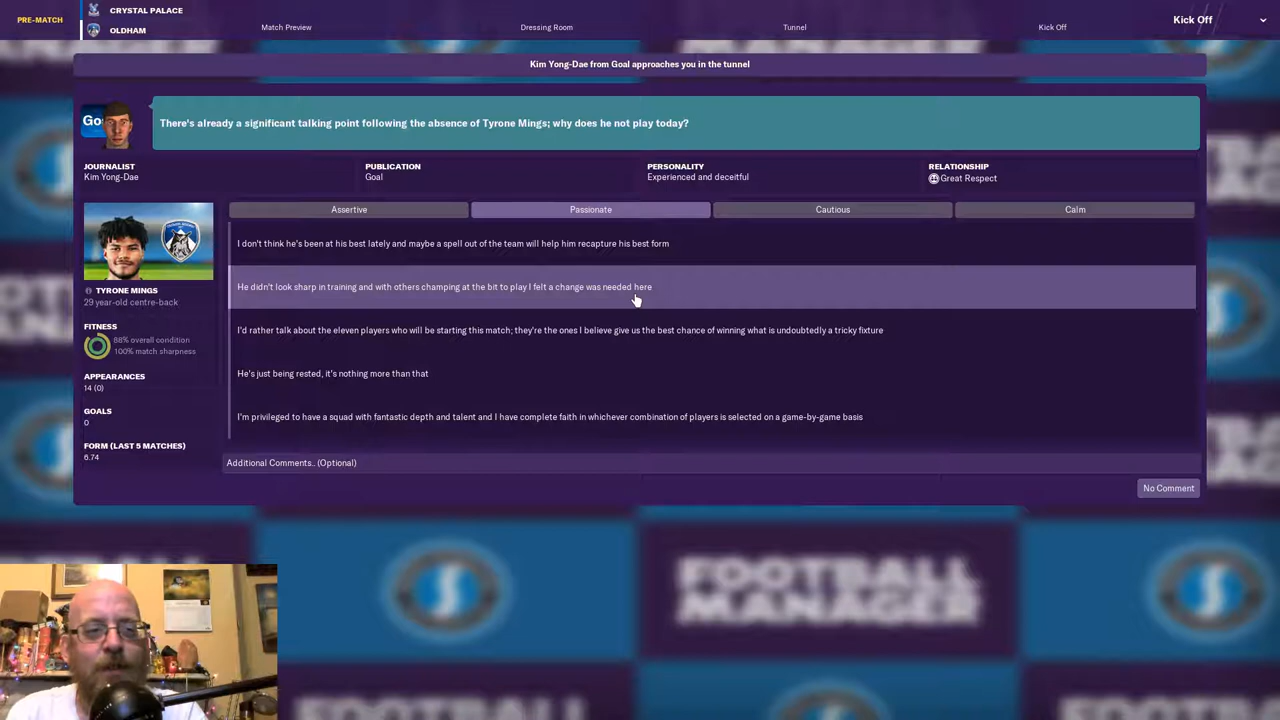 PRE-MATCH
CRYSTAL PALACE
OLDHAM
Match Preview
Dressing Room
Tunnel
Kick Off
Kick Off
Kim Yong-Dae from Goal approaches you in the tunnel
Go
There's already a significant talking point following the absence of Tyrone Mings; why does he not play today?
JOURNALIST
Kim Yong-Dae
PUBLICATION
Goal
PERSONALITY
Experienced and deceitful
RELATIONSHIP
Great Respect
Assertive
Passionate
Cautious
Calm
I don't think he's been at his best lately and maybe a spell out of the team will help him recapture his best form
He didn't look sharp in training and with others champing at the bit to play I felt a change was needed here
I'd rather talk about the eleven players who will be starting this match; they're the ones I believe give us the best chance of winning what is undoubtedly a tricky fixture
He's just being rested, it's nothing more than that
I'm privileged to have a squad with fantastic depth and talent and I have complete faith in whichever combination of players is selected on a game-by-game basis
TYRONE MINGS
29 year-old centre-back
FITNESS
88% overall condition
100% match sharpness
APPEARANCES
14 (0)
GOALS
0
FORM (LAST 5 MATCHES)
6.74
Additional Comments.. (Optional)
No Comment
FOOTBALL
MANAGER